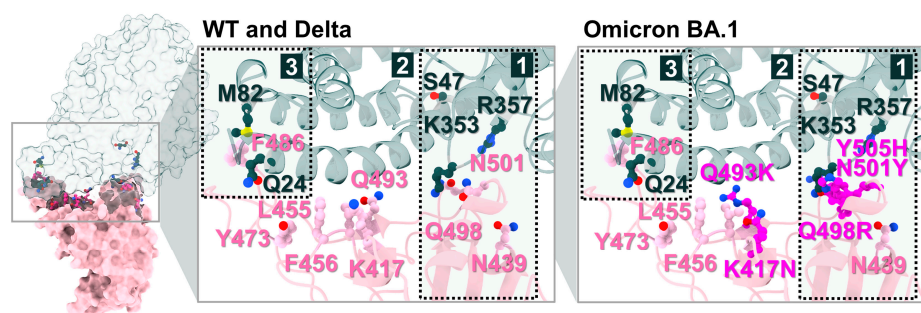 WT and Delta
3
2
1
M82
S47
R357
K353
F486
N501
Q24
Q493
L455
Y473
Q498
F456
K417
N439
Omicron BA.1
3
2
1
M82
S47
R357
K353
F486
Y505H
Q493K
N501Y
Q24
L455
Y473
Q498R
F456
K417N
N439